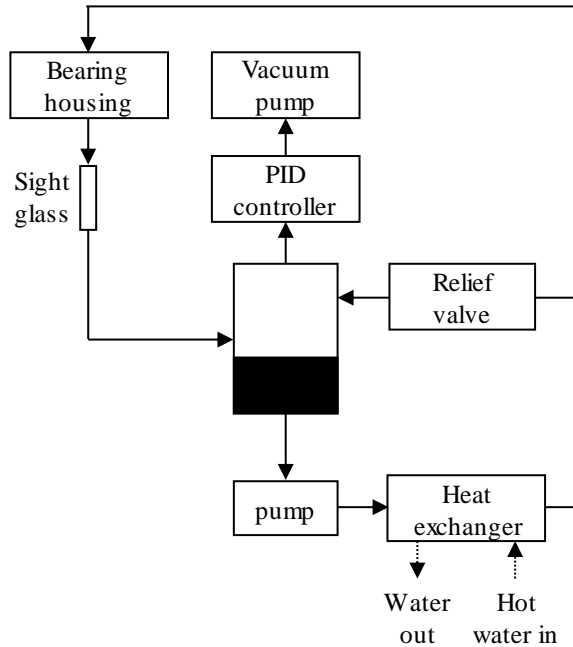 Bearing
housing
Vacuum
pump
Sight
glass
PID
controller
Relief
valve
pump
Heat
exchanger
Water
out
Hot
water in